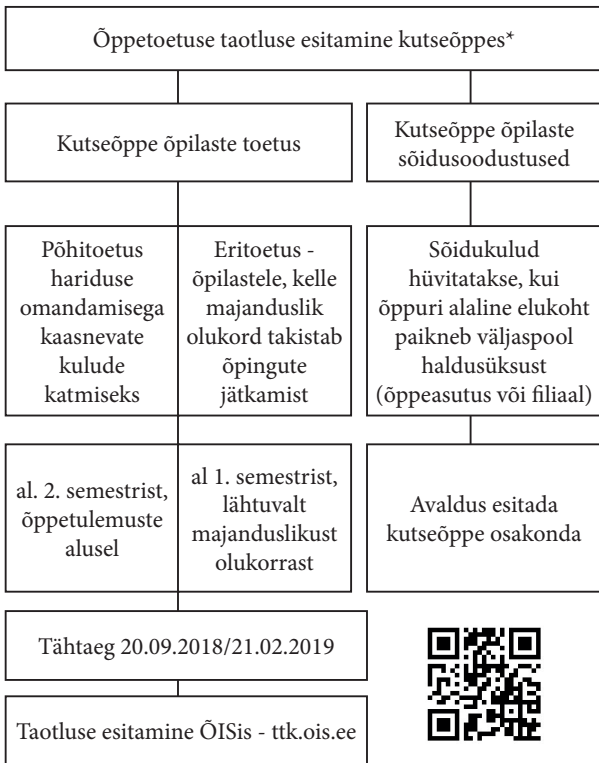 Õppetoetuse taotluse esitamine kutseõppes*
Kutseõppe õpilaste toetus
Kutseõppe õpilaste
sõidusoodustused
Põhitoetus
hariduse
omandamisega
kaasnevate
kulude
katmiseks
Eritoetus -
õpilastele, kelle
majanduslik
olukord takistab
õpingute
jätkamist
Sõidukulud
hüvitatakse, kui
õppuri alaline elukoht
paikneb väljaspool
haldusüksust
(õppeasutus või filiaal)
al. 2. semestrist,
õppetulemuste
alusel
al 1. semestrist,
lähtuvalt
majanduslikust
olukorrast
Avaldus esitada
kutseõppe osakonda
Tähtaeg 20.09.2018/21.02.2019
Taotluse esitamine ÕISis - ttk.ois.ee